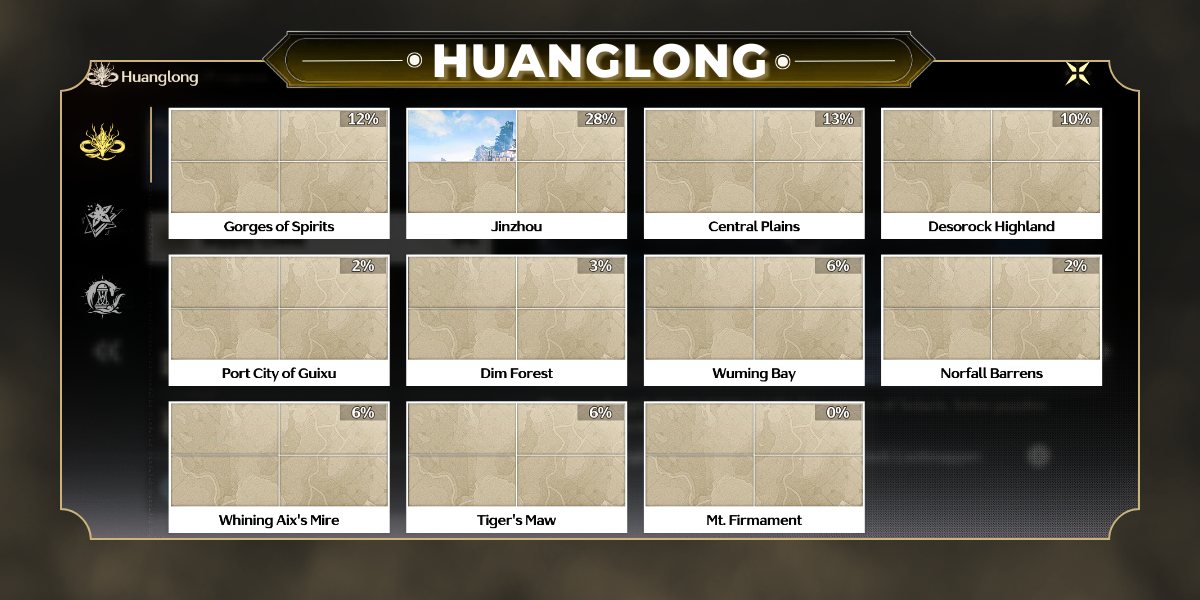 HUANGLONG
Huanglong
12%
28%
13%
10%
Gorges of Spirits
Jinzhou
Central Plains
Desorock Highland
2%
3%
6%
2%
Port City of Guixu
Dim Forest
Wuming Bay
Norfall Barrens
6%
6%
0%
Whining Aix's Mire
Tiger's Maw
Mt. Firmament